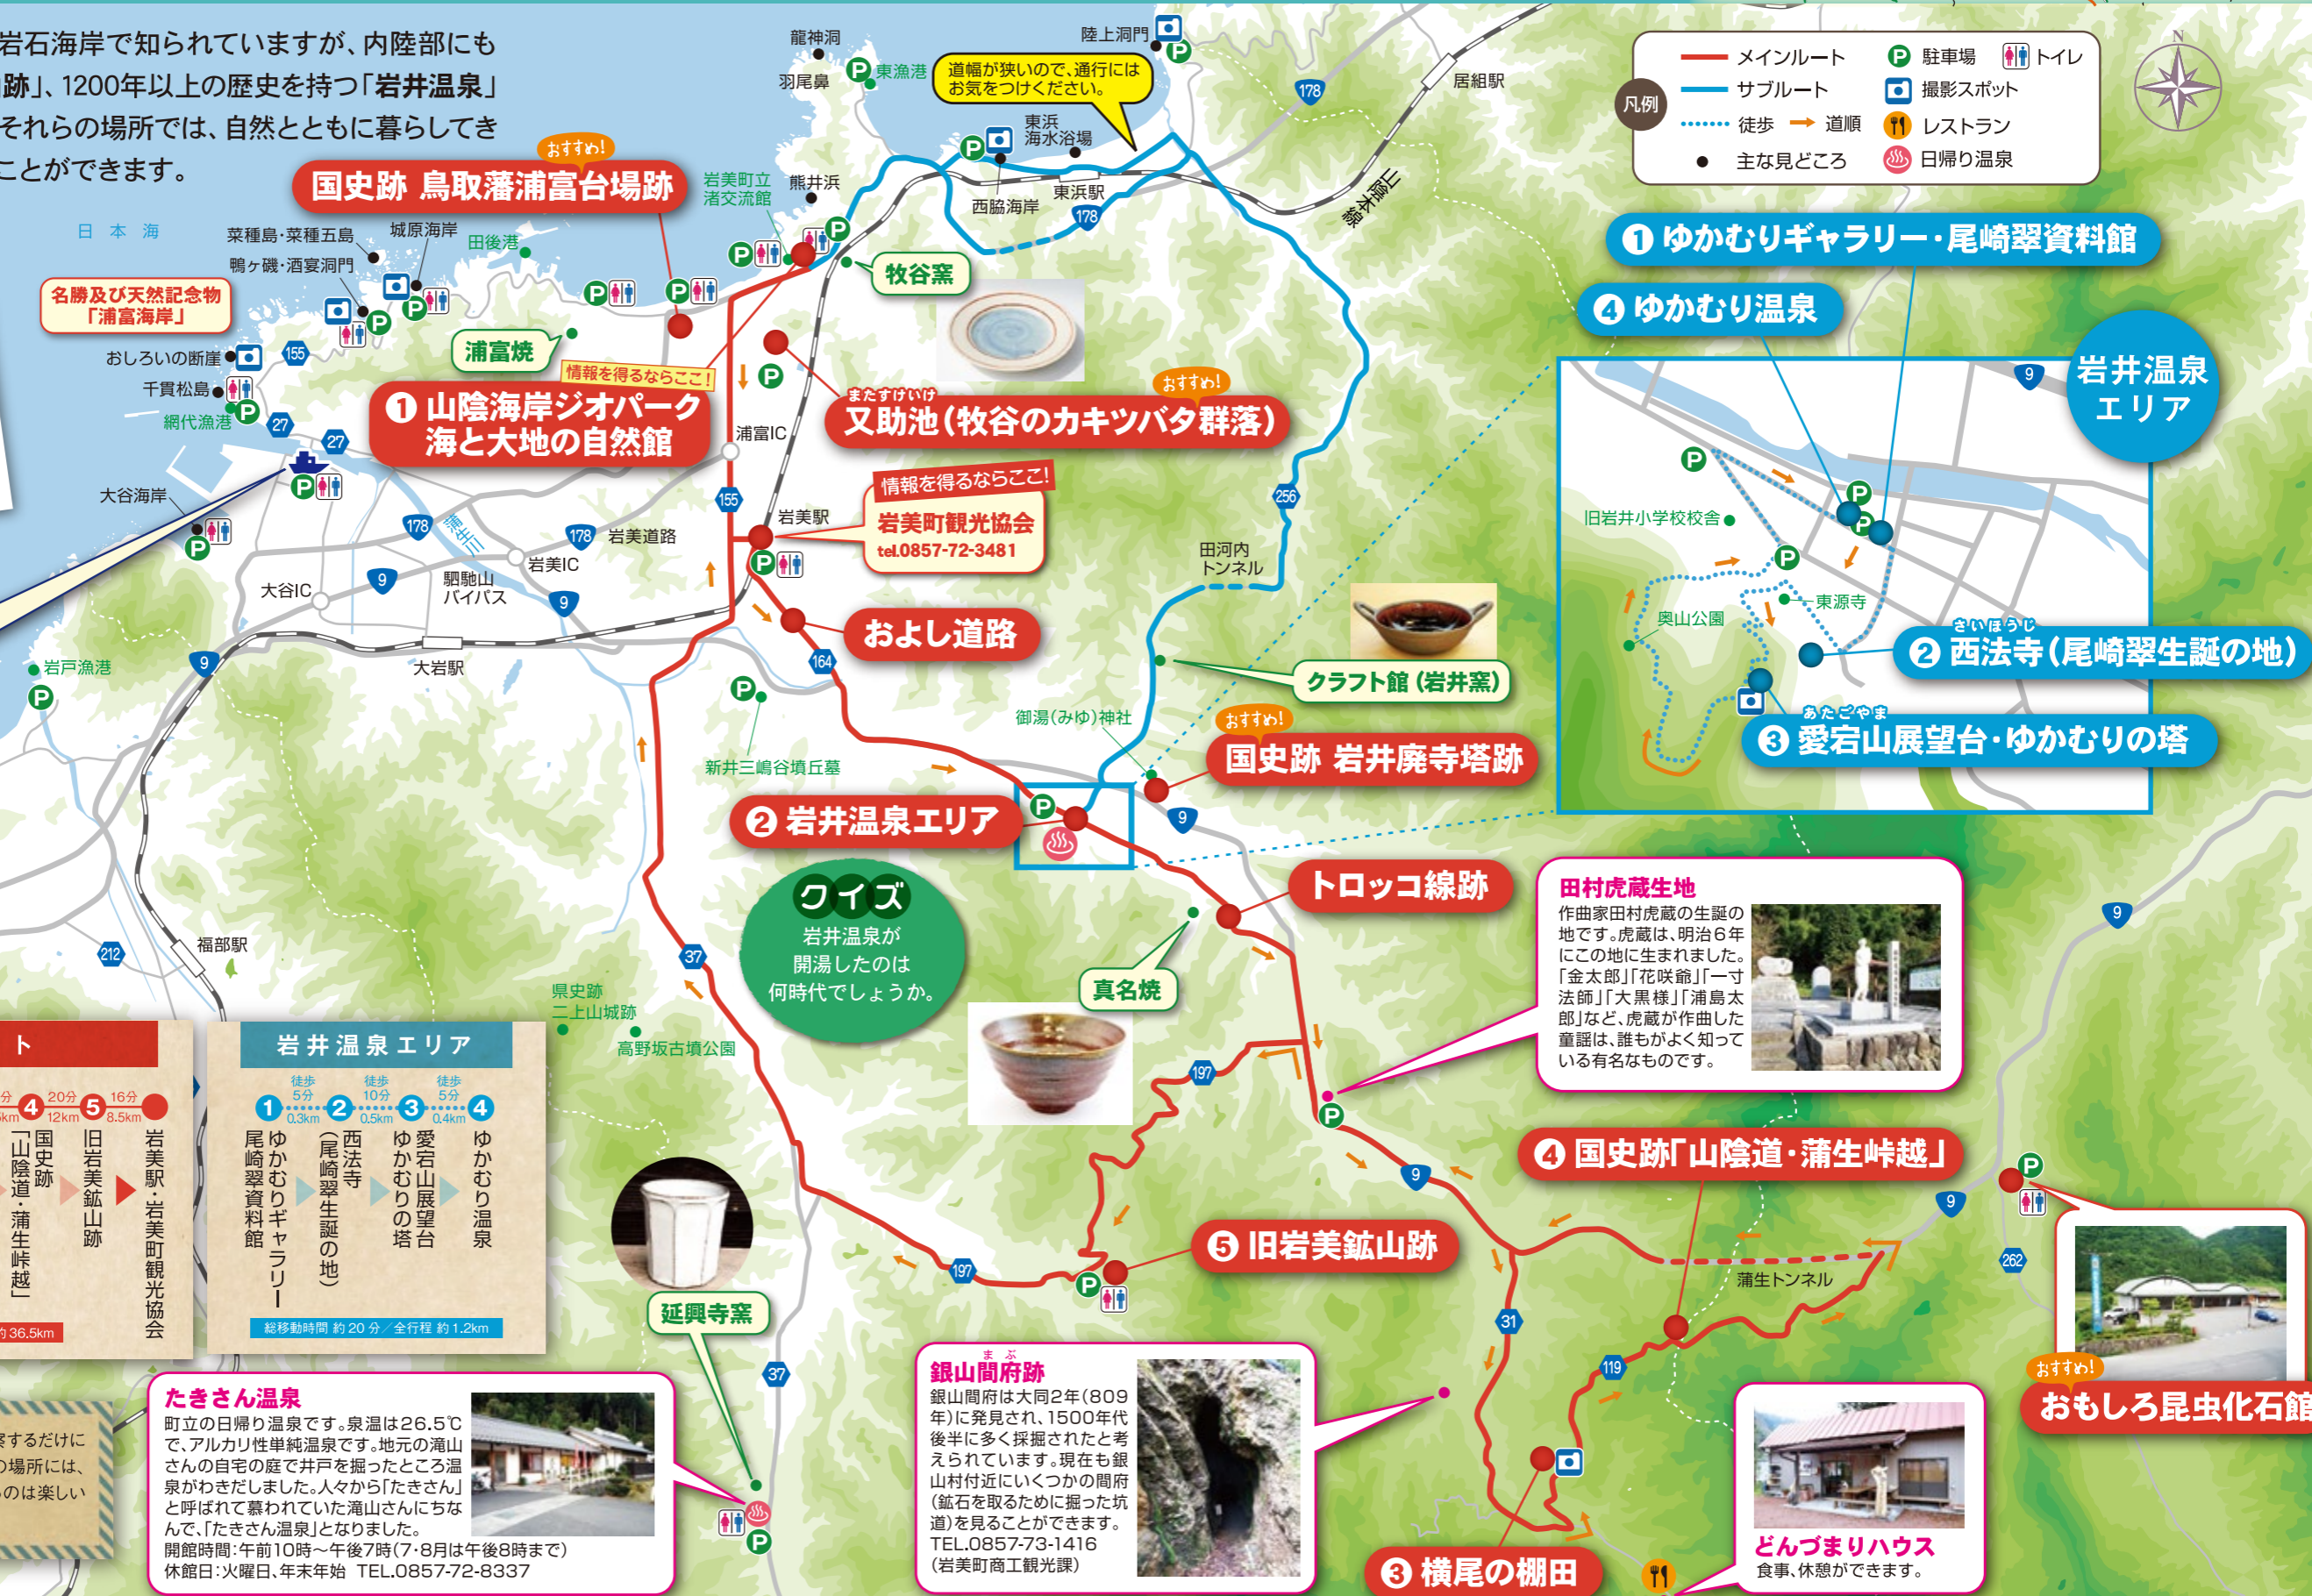 岩石海岸で知られていますが、内陸部にも
跡」、1200年以上の歴史を持つ「岩井温泉」
それらの場所では、自然とともに暮らしてき
ことができます。
日本海
龍神洞
羽尾鼻
東漁港
陸上洞門
道幅が狭いので、通行には
お気をつけください。
178
居組駅
凡例
メインルート
サブルート
徒歩
道順
主な見どころ
P 駐車場
トイレ
撮影スポット
レストラン
日帰り温泉
N
おすすめ!
国史跡 鳥取藩浦富台場跡
岩美町立
渚交流館
熊井浜
東浜
海水浴場
西脇海岸
東浜駅
178
山陰本線
菜種島・菜種五島
鴨ヶ磯・酒宴洞門
城原海岸
田後港
名勝及び天然記念物
「浦富海岸」
おしろいの断崖
155
千貫松島
網代漁港
27
27
大谷海岸
浦富焼
牧谷窯
情報を得るならここ!
① 山陰海岸ジオパーク
海と大地の自然館
おすすめ!
またすけいけ
又助池(牧谷のカキツバタ群落)
浦富IC
155
岩美駅
情報を得るならここ!
岩美町観光協会
tel.0857-72-3481
178
蒲生川
178
岩美道路
岩美IC
大谷IC
9
駟馳山
バイパス
9
大岩駅
岩戸漁港
9
およし道路
164
新井三嶋谷墳丘墓
256
田河内
トンネル
クラフト館(岩井窯)
御湯(みゆ)神社
おすすめ!
国史跡 岩井廃寺塔跡
② 岩井温泉エリア
9
クイズ
岩井温泉が
開湯したのは
何時代でしょうか。
トロッコ線跡
真名焼
① ゆかむりギャラリー・尾崎翠資料館
④ ゆかむり温泉
岩井温泉
エリア
9
旧岩井小学校校舎
奥山公園
東源寺
さいほうじ
② 西法寺(尾崎翠生誕の地)
あたごやま
③ 愛宕山展望台・ゆかむりの塔
田村虎蔵生地
作曲家田村虎蔵の生誕の
地です。虎蔵は、明治6年
にこの地に生まれました。
「金太郎」「花咲爺」「一寸
法師」「大黒様」「浦島太
郎」など、虎蔵が作曲した
童謡は、誰もがよく知って
いる有名なものです。
212
福部駅
37
県史跡
二上山城跡
高野坂古墳公園
197
9
④ 国史跡「山陰道・蒲生峠越」
9
9
蒲生トンネル
262
おすすめ!
おもしろ昆虫化石館
⑤ 旧岩美鉱山跡
197
31
119
延興寺窯
37
ト
分
km
④
20分
12km
⑤
16分
8.5km
国史跡
「山陰道・蒲生峠越」
旧岩美鉱山跡
岩美駅・岩美町観光協会
約36.5km
岩井温泉エリア
① 徒歩 5分 0.3km ② 徒歩 10分 0.5km ③ 徒歩 5分 0.4km ④
ゆかむりギャラリー
尾崎翠資料館
西法寺
(尾崎翠生誕の地)
愛宕山展望台
ゆかむりの塔
ゆかむり温泉
総移動時間 約20分/全行程 約1.2km
察するだけに
の場所には、
のは楽しい
たきさん温泉
町立の日帰り温泉です。泉温は26.5℃
で、アルカリ性単純温泉です。地元の滝山
さんの自宅の庭で井戸を掘ったところ温
泉がわきだしました。人々から「たきさん」
と呼ばれて慕われていた滝山さんにちな
んで、「たきさん温泉」となりました。
開館時間:午前10時〜午後7時(7・8月は午後8時まで)
休館日:火曜日、年末年始 TEL.0857-72-8337
まぶ
銀山間府跡
銀山間府は大同2年(809
年)に発見され、1500年代
後半に多く採掘されたと考
えられています。現在も銀
山村付近にいくつかの間府
(鉱石を取るために掘った坑
道)を見ることができます。
TEL.0857-73-1416
(岩美町商工観光課)
③ 横尾の棚田
どんづまりハウス
食事、休憩ができます。